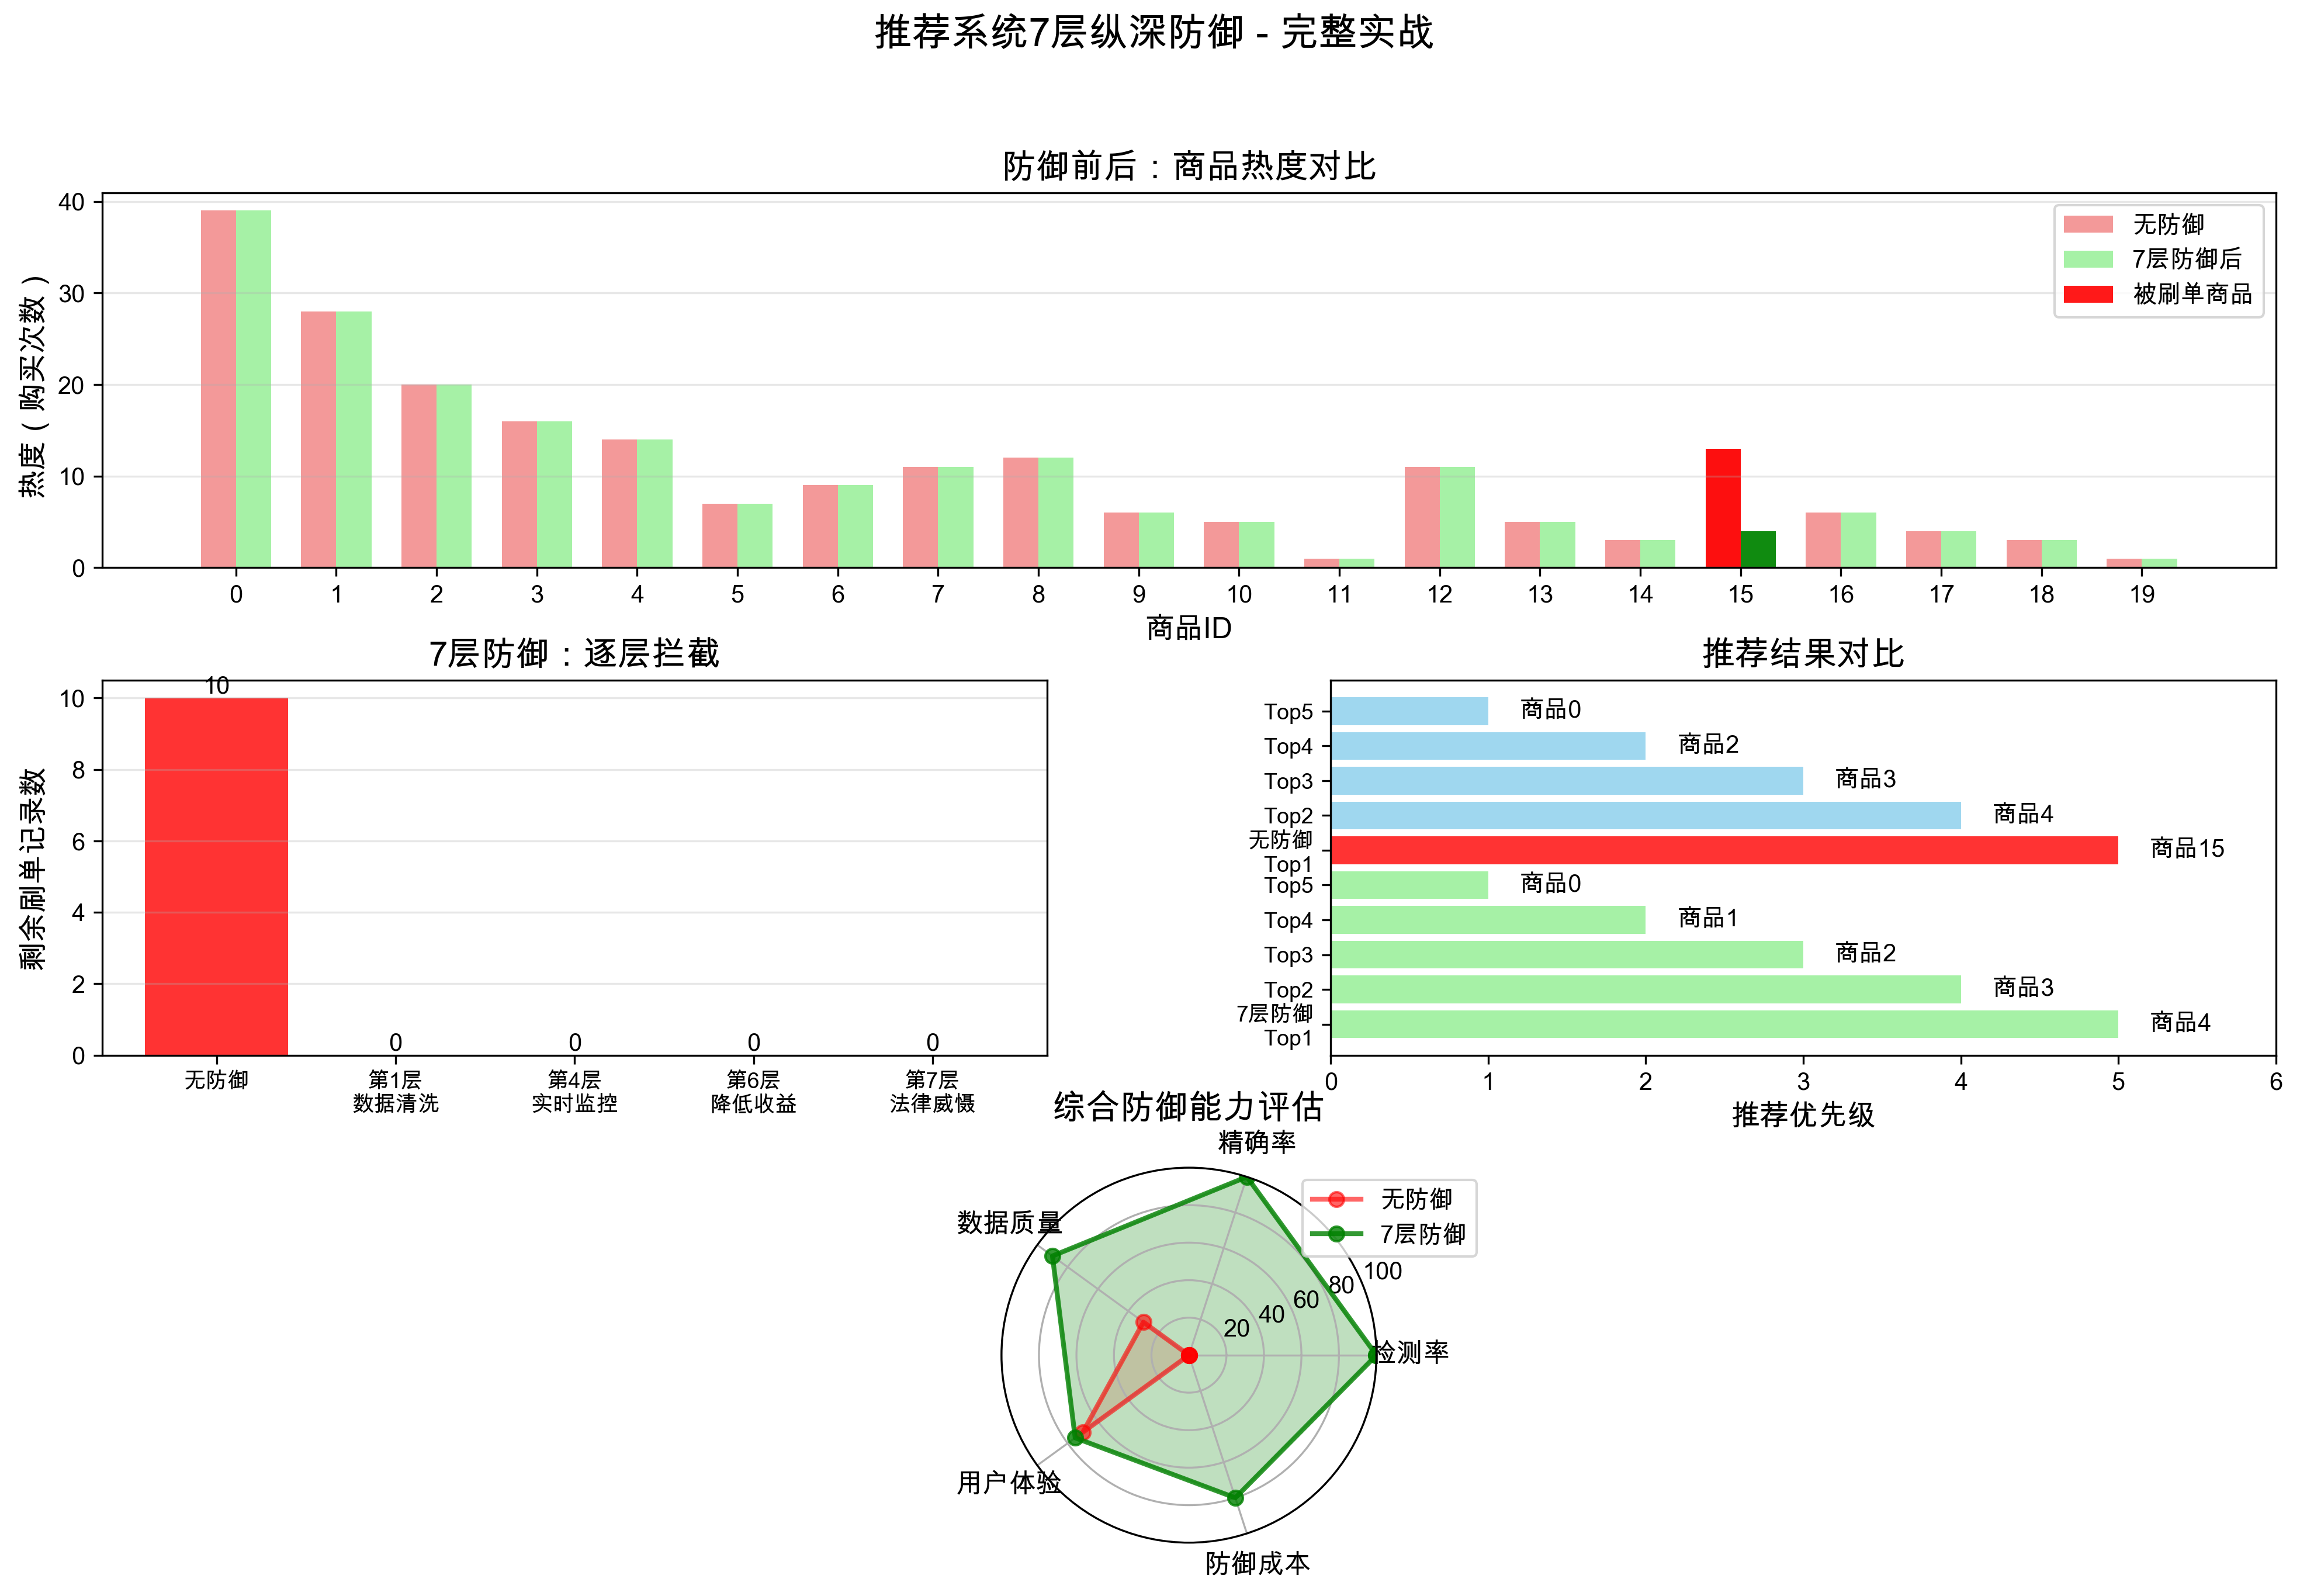 推荐系统7层纵深防御 - 完整实战
防御前后：商品热度对比
热度（购买次数）
40
30
20
10
0
无防御
7层防御后
被刷单商品
0 1 2 3 4 5 6 7 8 9 10 11 12 13 14 15 16 17 18 19
商品ID
7层防御：逐层拦截
剩余刷单记录数
10
8
6
4
2
0
10
0
0
0
0
无防御
第1层
数据清洗
第4层
实时监控
第6层
降低收益
第7层
法律威慑
推荐结果对比
Top5 商品0
Top4 商品2
Top3 商品3
Top2 商品4
无防御
Top1 商品15
Top5 商品0
Top4 商品1
Top3 商品2
Top2 商品3
7层防御
Top1 商品4
0 1 2 3 4 5 6
推荐优先级
综合防御能力评估
精确率
数据质量
用户体验
防御成本
检测率
20
40
60
80
100
无防御
7层防御